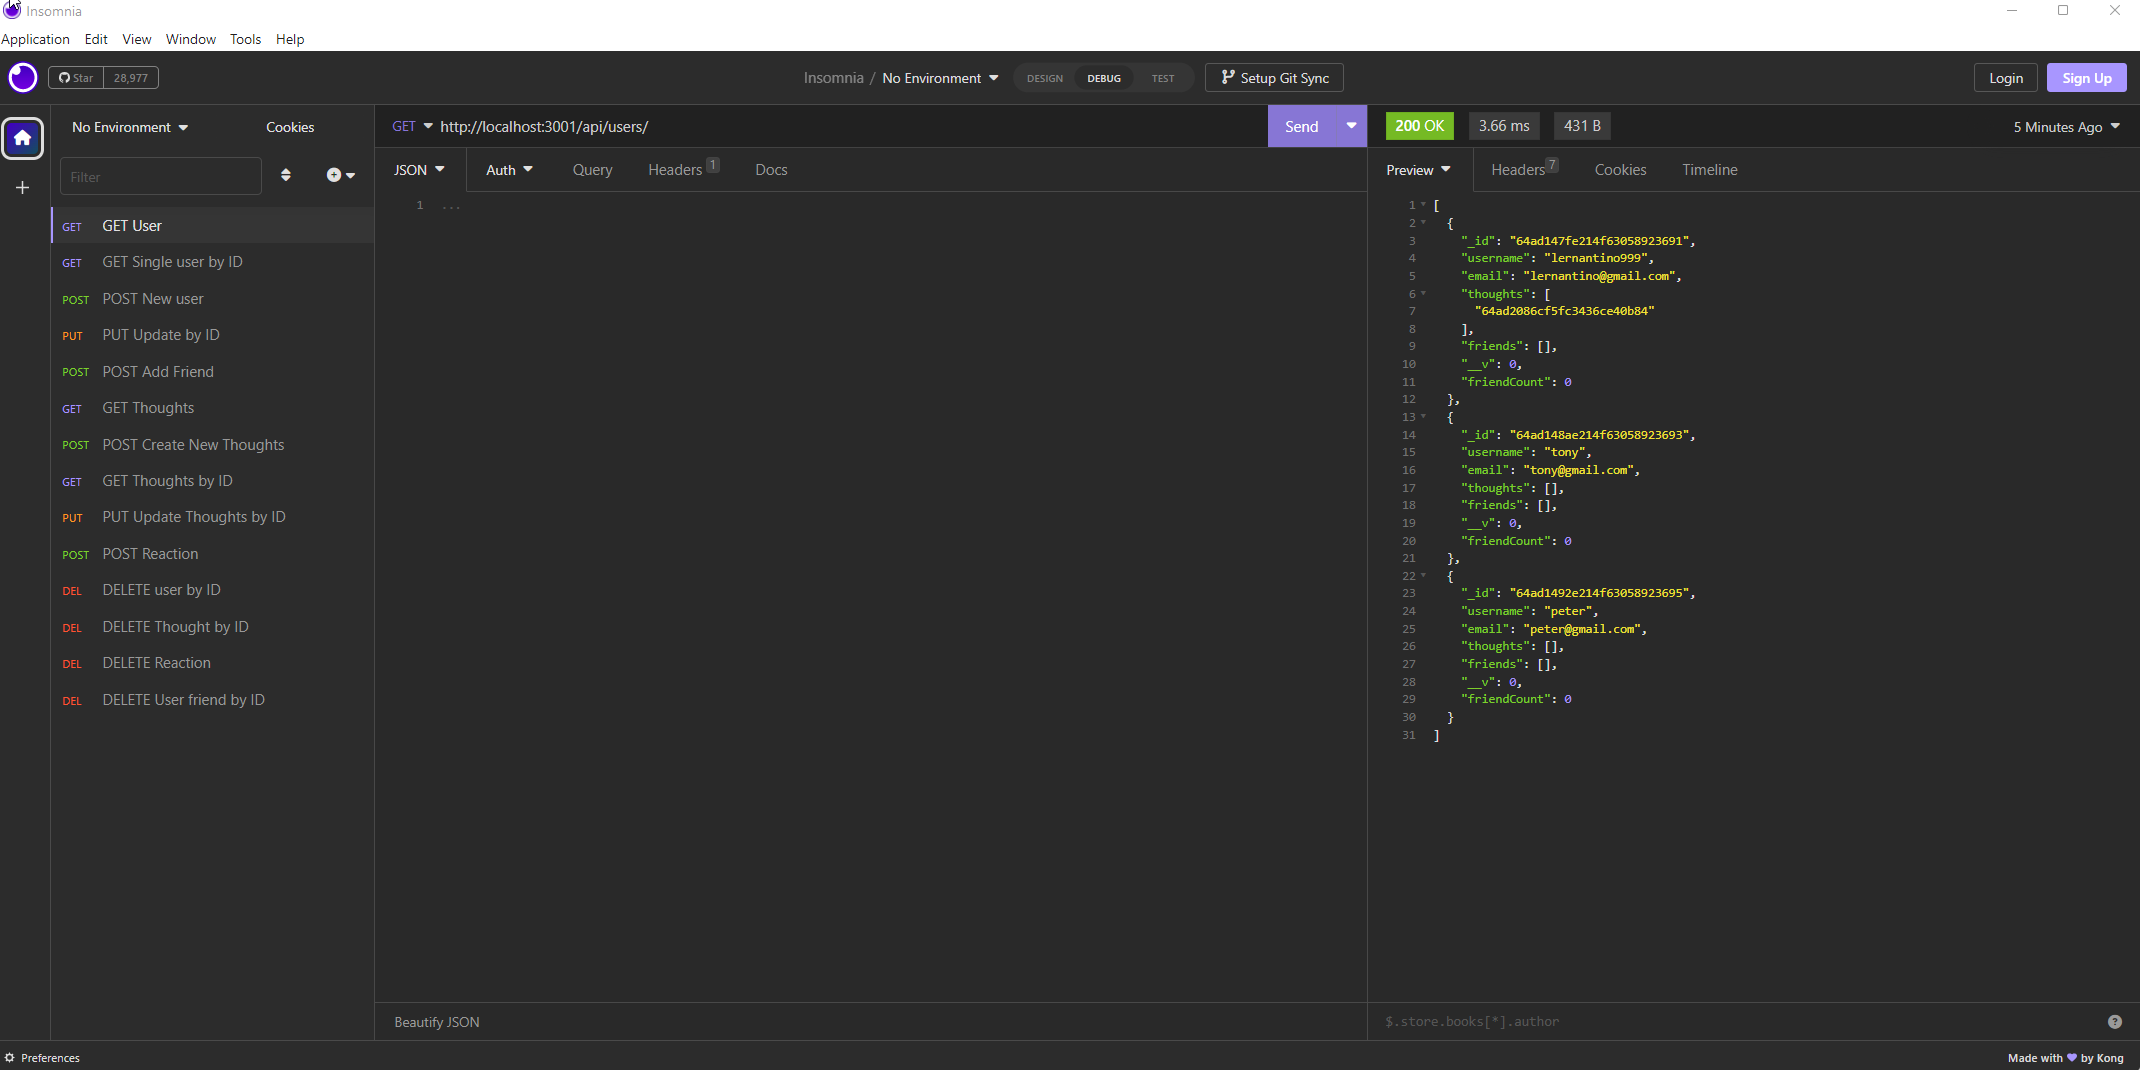 Insomnia
Application Edit View Window Tools Help
Star 28,977
Insomnia / No Environment
DESIGN DEBUG TEST
Setup Git Sync
Login
Sign Up
No Environment
Cookies
Filter
GET GET User
GET GET Single user by ID
POST POST New user
PUT PUT Update by ID
POST POST Add Friend
GET GET Thoughts
POST POST Create New Thoughts
GET GET Thoughts by ID
PUT PUT Update Thoughts by ID
POST POST Reaction
DEL DELETE user by ID
DEL DELETE Thought by ID
DEL DELETE Reaction
DEL DELETE User friend by ID
GET http://localhost:3001/api/users/
Send
JSON Auth Query Headers 1 Docs
1 ...
Beautify JSON
200 OK 3.66 ms 431 B
5 Minutes Ago
Preview Headers 7 Cookies Timeline
1 [
2 {
3 "_id": "64ad147fe214f63058923691",
4 "username": "lernantino999",
5 "email": "lernantino@gmail.com",
6 "thoughts": [
7 "64ad2086cf5fc3436ce40b84"
8 ],
9 "friends": [],
10 "__v": 0,
11 "friendCount": 0
12 },
13 {
14 "_id": "64ad148ae214f63058923693",
15 "username": "tony",
16 "email": "tony@gmail.com",
17 "thoughts": [],
18 "friends": [],
19 "__v": 0,
20 "friendCount": 0
21 },
22 {
23 "_id": "64ad1492e214f63058923695",
24 "username": "peter",
25 "email": "peter@gmail.com",
26 "thoughts": [],
27 "friends": [],
28 "__v": 0,
29 "friendCount": 0
30 }
31 ]
$.store.books[*].author
Preferences
Made with by Kong